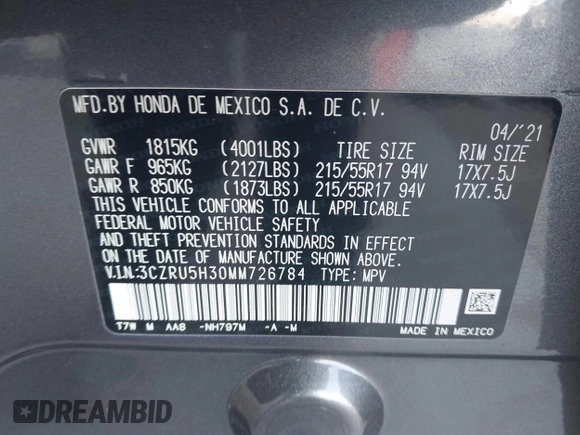 MFD.BY HONDA DE MEXICO S.A. DE C.V.
04/'21
GVWR 1815KG (4001LBS) TIRE SIZE RIM SIZE
GAWR F 965KG (2127LBS) 215/55R17 94V 17X7.5J
GAWR R 850KG (1873LBS) 215/55R17 94V 17X7.5J
THIS VEHICLE CONFORMS TO ALL APPLICABLE
FEDERAL MOTOR VEHICLE SAFETY
AND THEFT PREVENTION STANDARDS IN EFFECT
ON THE DATE OF MANUFACTURE SHOWN ABOVE.
V.I.N:3CZRU5H30MM726784 TYPE: MPV
T7W M AA8 -NH797M -A -M
MADE IN MEXICO
DREAMBID